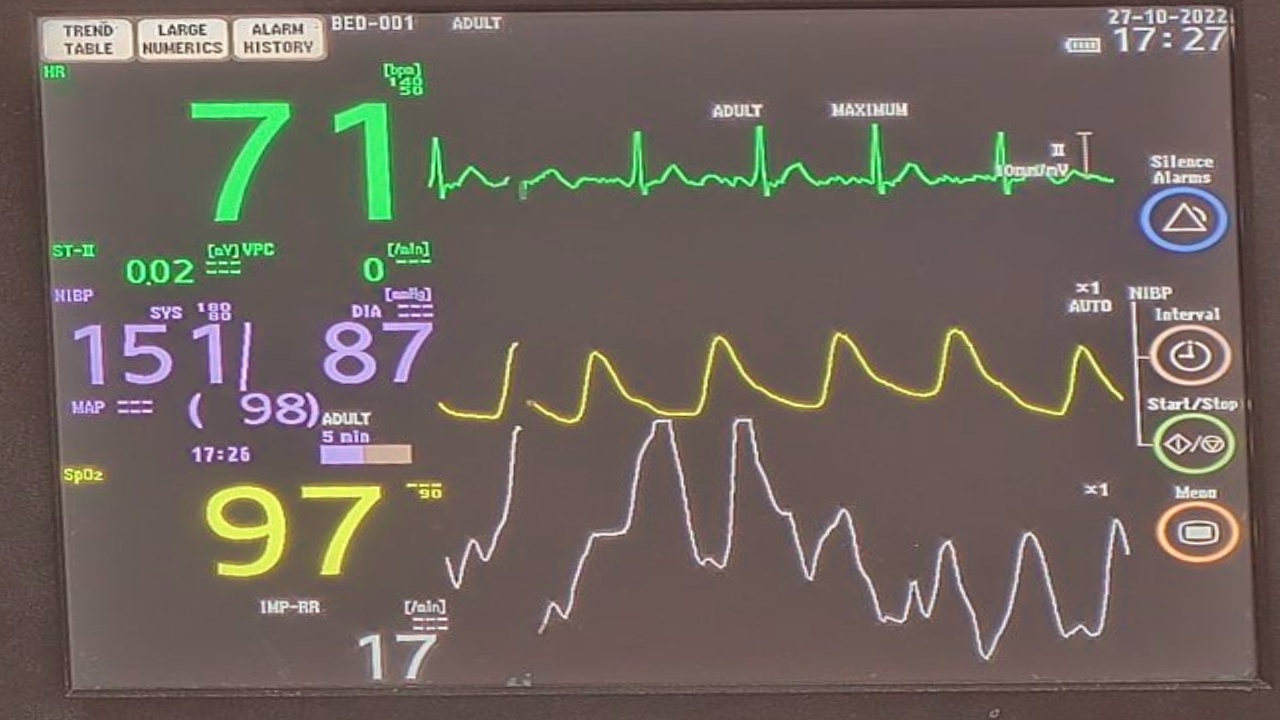 TREND TABLE
LARGE NUMERICS
ALARM HISTORY
BED-001
ADULT
27-10-2022
17:27
HR
[bpm]
140
50
71
ADULT
MAXIMUM
II
10mm/mV
Silence Alarms
ST-II
0.02
[mV]
---
VPC
0
[/min]
---
NIBP
[mmHg]
SYS
180
80
DIA
---
151/
87
MAP
---
( 98)
ADULT
5 min
17:26
x1
AUTO
NIBP
Interval
Start/Stop
SpO2
97
---
90
x1
Menu
IMP-RR
[/min]
---
17